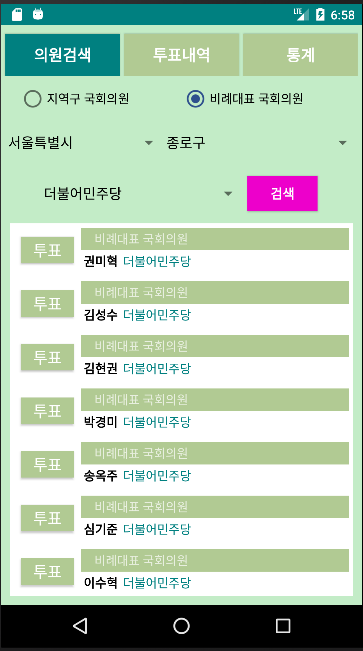 LTE 6:58
의원검색 투표내역 통계
지역구 국회의원 비례대표 국회의원
서울특별시 종로구
더불어민주당 검색
비례대표 국회의원
투표
권미혁 더불어민주당
비례대표 국회의원
투표
김성수 더불어민주당
비례대표 국회의원
투표
김현권 더불어민주당
비례대표 국회의원
투표
박경미 더불어민주당
비례대표 국회의원
투표
송옥주 더불어민주당
비례대표 국회의원
투표
심기준 더불어민주당
비례대표 국회의원
투표
이수혁 더불어민주당